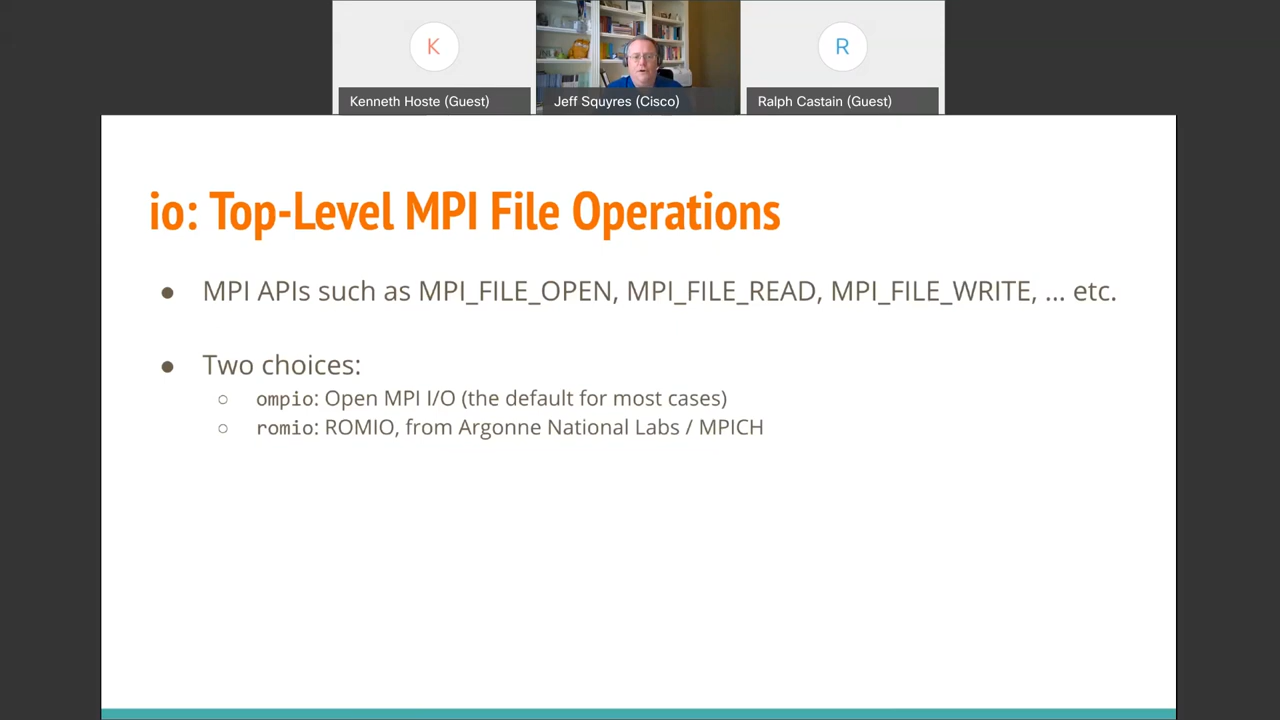 K
R
Kenneth Hoste (Guest)
Jeff Squyres (Cisco)
Ralph Castain (Guest)
io: Top-Level MPI File Operations
● MPI APIs such as MPI_FILE_OPEN, MPI_FILE_READ, MPI_FILE_WRITE, ... etc.
● Two choices:
○ ompio: Open MPI I/O (the default for most cases)
○ romio: ROMIO, from Argonne National Labs / MPICH